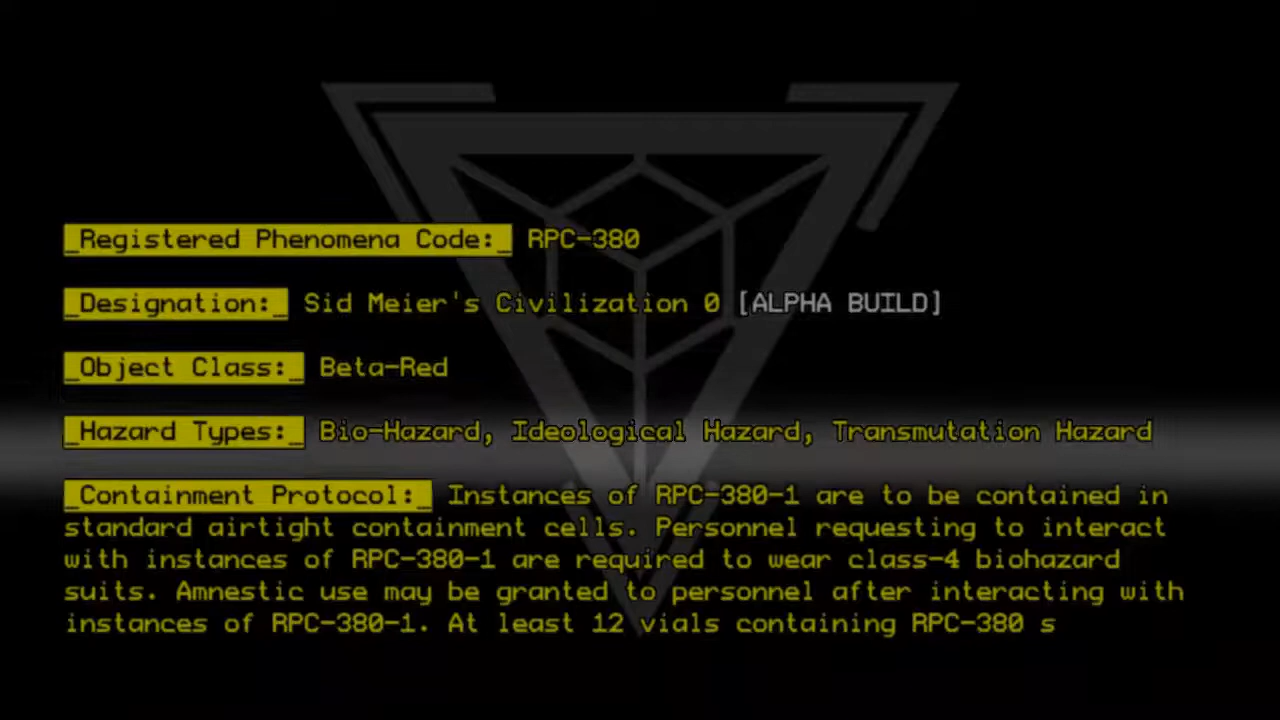 _Registered Phenomena Code:_ RPC-380
_Designation:_ Sid Meier's Civilization 0 [ALPHA BUILD]
_Object Class:_ Beta-Red
_Hazard Types:_ Bio-Hazard, Ideological Hazard, Transmutation Hazard
_Containment Protocol:_ Instances of RPC-380-1 are to be contained in
standard airtight containment cells. Personnel requesting to interact
with instances of RPC-380-1 are required to wear class-4 biohazard
suits. Amnestic use may be granted to personnel after interacting with
instances of RPC-380-1. At least 12 vials containing RPC-380 s